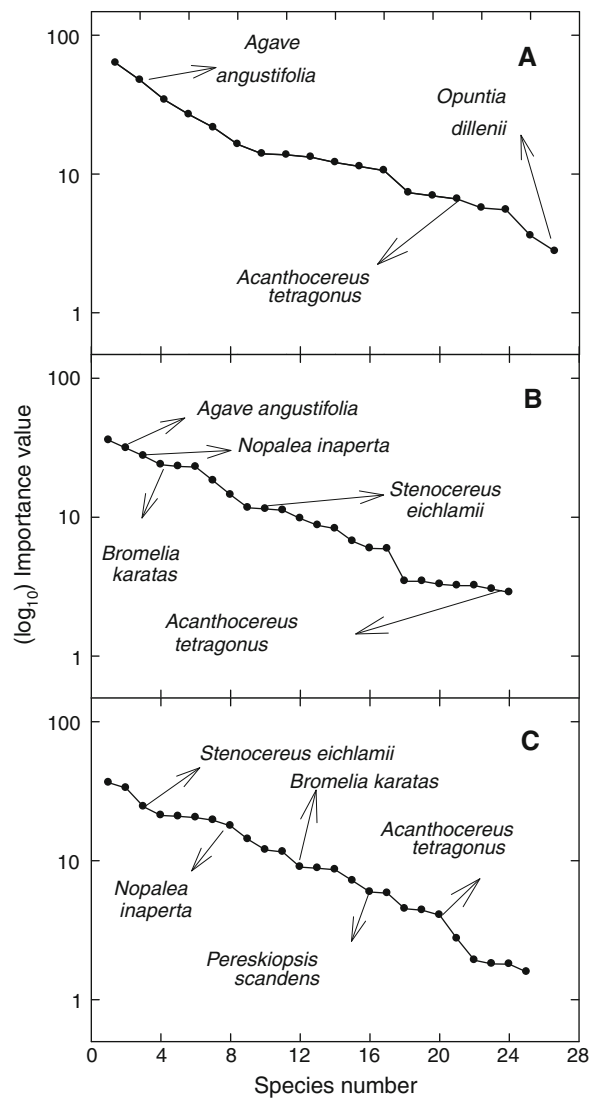 100
10
1
A
Agave
angustifolia
Opuntia
dillenii
Acanthocereus
tetragonus
100
10
1
B
Agave angustifolia
Nopalea inaperta
Stenocereus
eichlamii
Bromelia
karatas
Acanthocereus
tetragonus
(log10) Importance value
100
10
1
C
Stenocereus eichlamii
Bromelia karatas
Acanthocereus
tetragonus
Nopalea
inaperta
Pereskiopsis
scandens
0 4 8 12 16 20 24 28
Species number